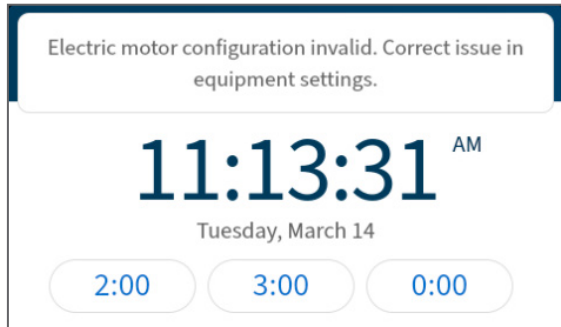 Electric motor configuration invalid. Correct issue in
equipment settings.
11:13:31 AM
Tuesday, March 14
2:00 3:00 0:00